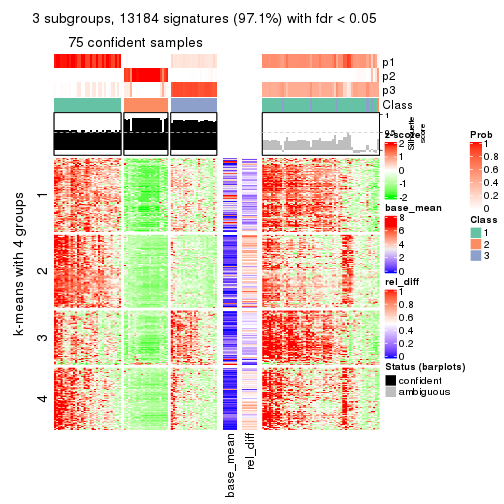 3 subgroups, 13184 signatures (97.1%) with fdr < 0.05
75 confident samples
p1
p2
p3
Class
1
0.5
Silhouette
score
k-means with 4 groups
1
2
3
4
base_mean
rel_diff
z-score
2
1
0
-1
-2
base_mean
8
6
4
2
0
rel_diff
1
0.8
0.6
0.4
0.2
0
Status (barplots)
confident
ambiguous
Prob
1
0.8
0.6
0.4
0.2
0
Class
1
2
3